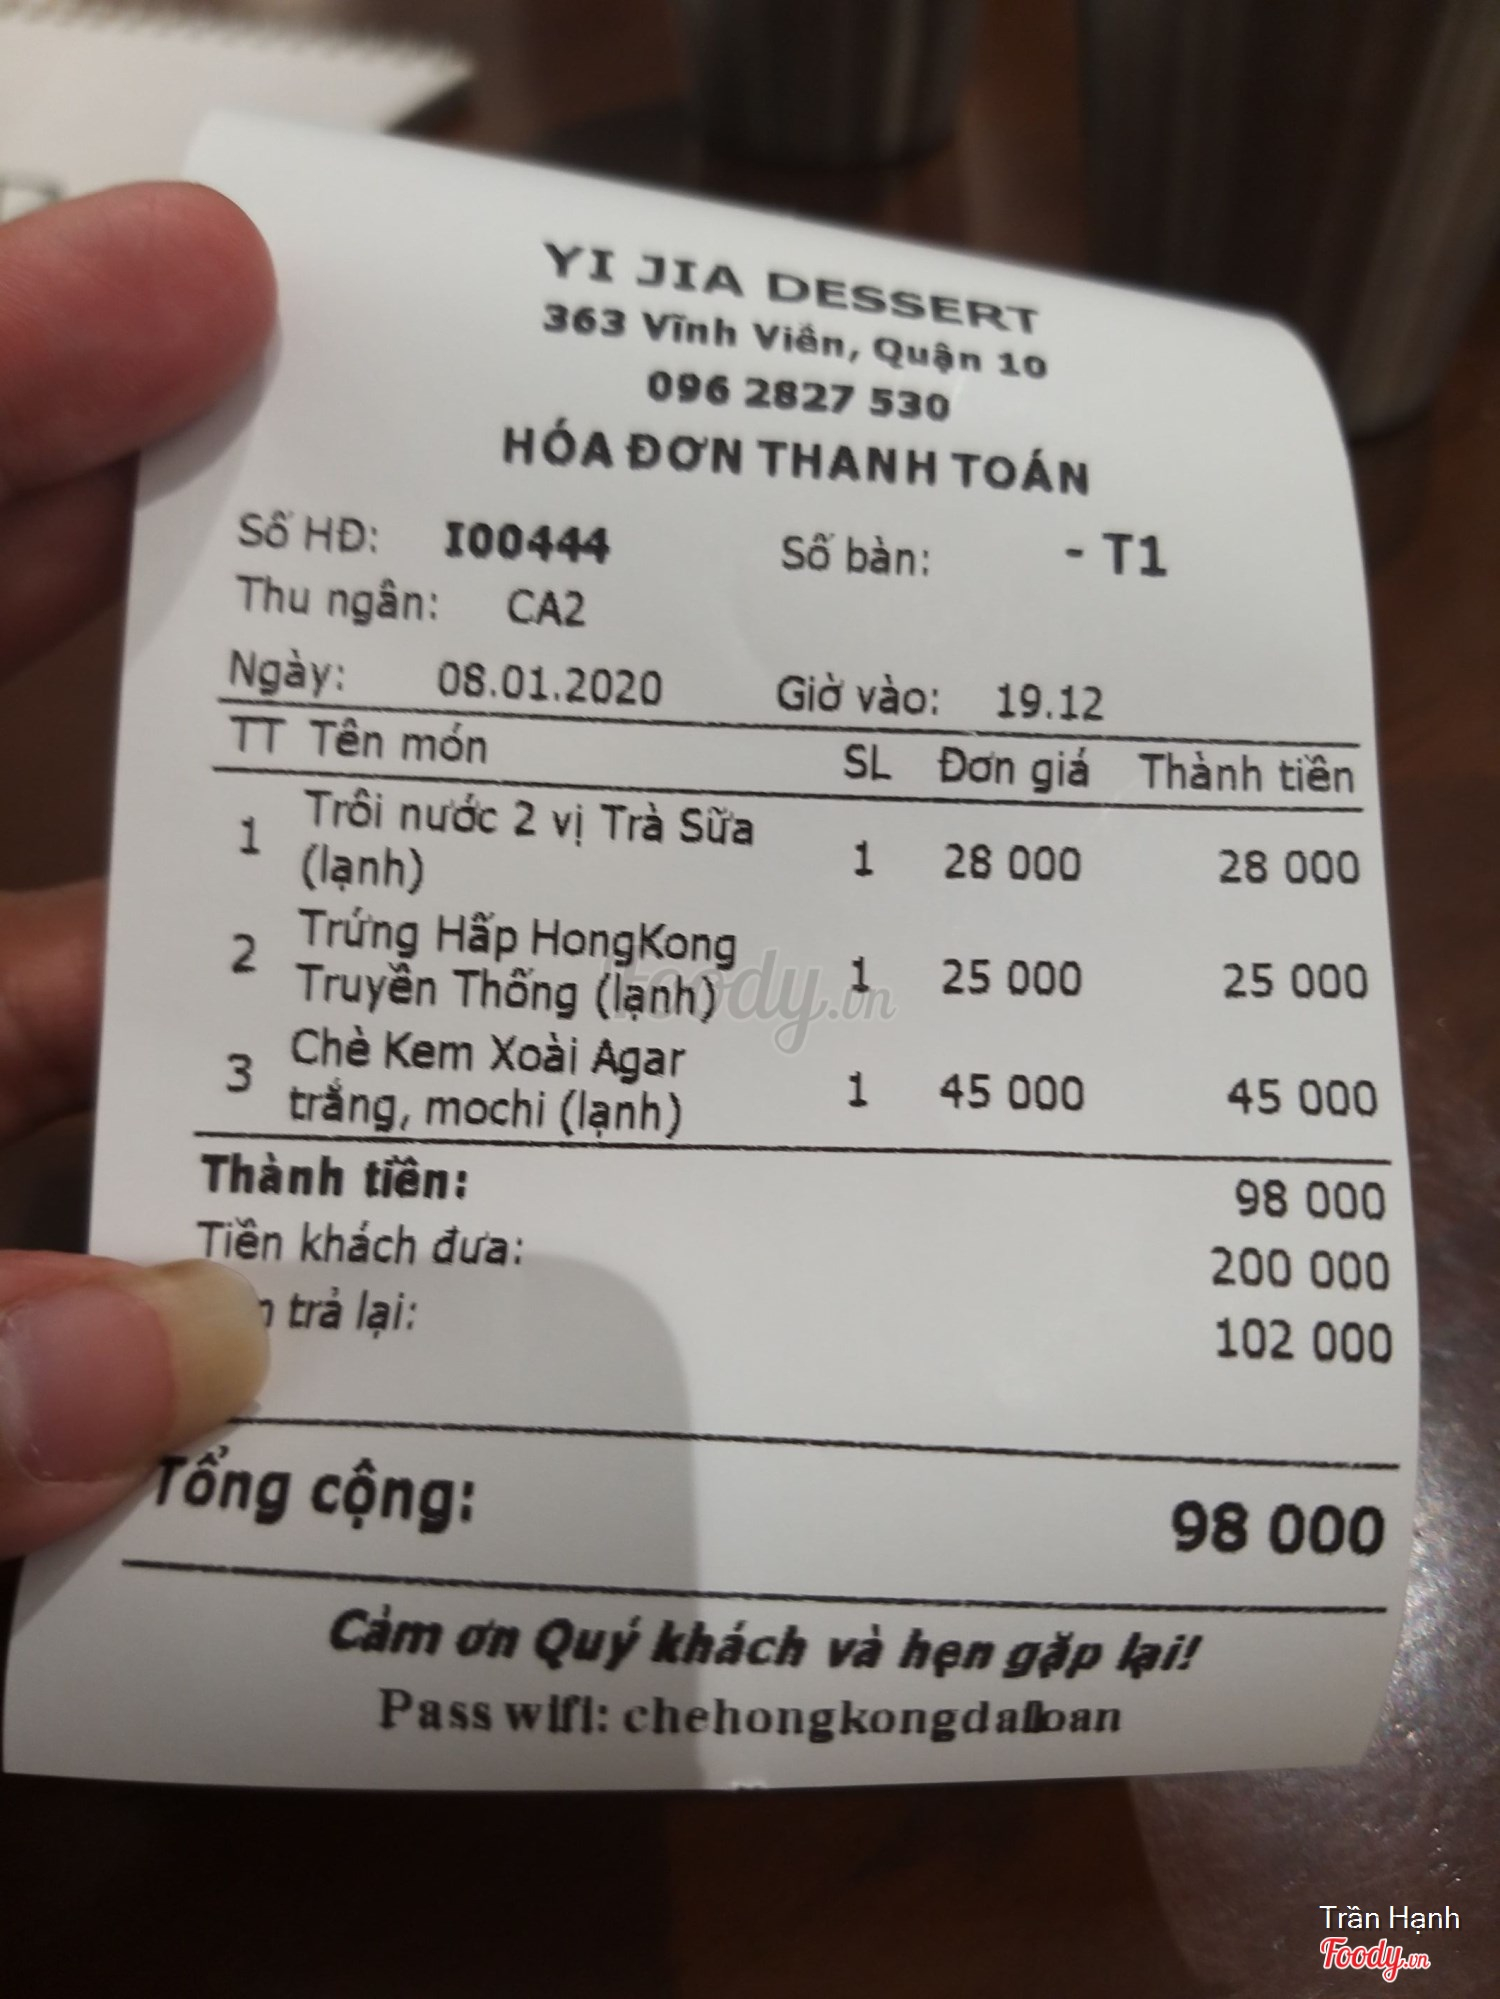 YI JIA DESSERT
363 Vĩnh Viễn, Quận 10
096 2827 530
HÓA ĐƠN THANH TOÁN
Số HĐ: I00444 Số bàn: - T1
Thu ngân: CA2
Ngày: 08.01.2020 Giờ vào: 19.12
TT Tên món SL Đơn giá Thành tiền
1 Trôi nước 2 vị Trà Sữa (lạnh) 1 28 000 28 000
2 Trứng Hấp HongKong Truyền Thống (lạnh) 1 25 000 25 000
3 Chè Kem Xoài Agar trắng, mochi (lạnh) 1 45 000 45 000
Thành tiền: 98 000
Tiền khách đưa: 200 000
trả lại: 102 000
Tổng cộng: 98 000
Cảm ơn Quý khách và hẹn gặp lại!
Pass wifi: chehongkongdailoan
foody.vn
Trần Hạnh
Foody.vn